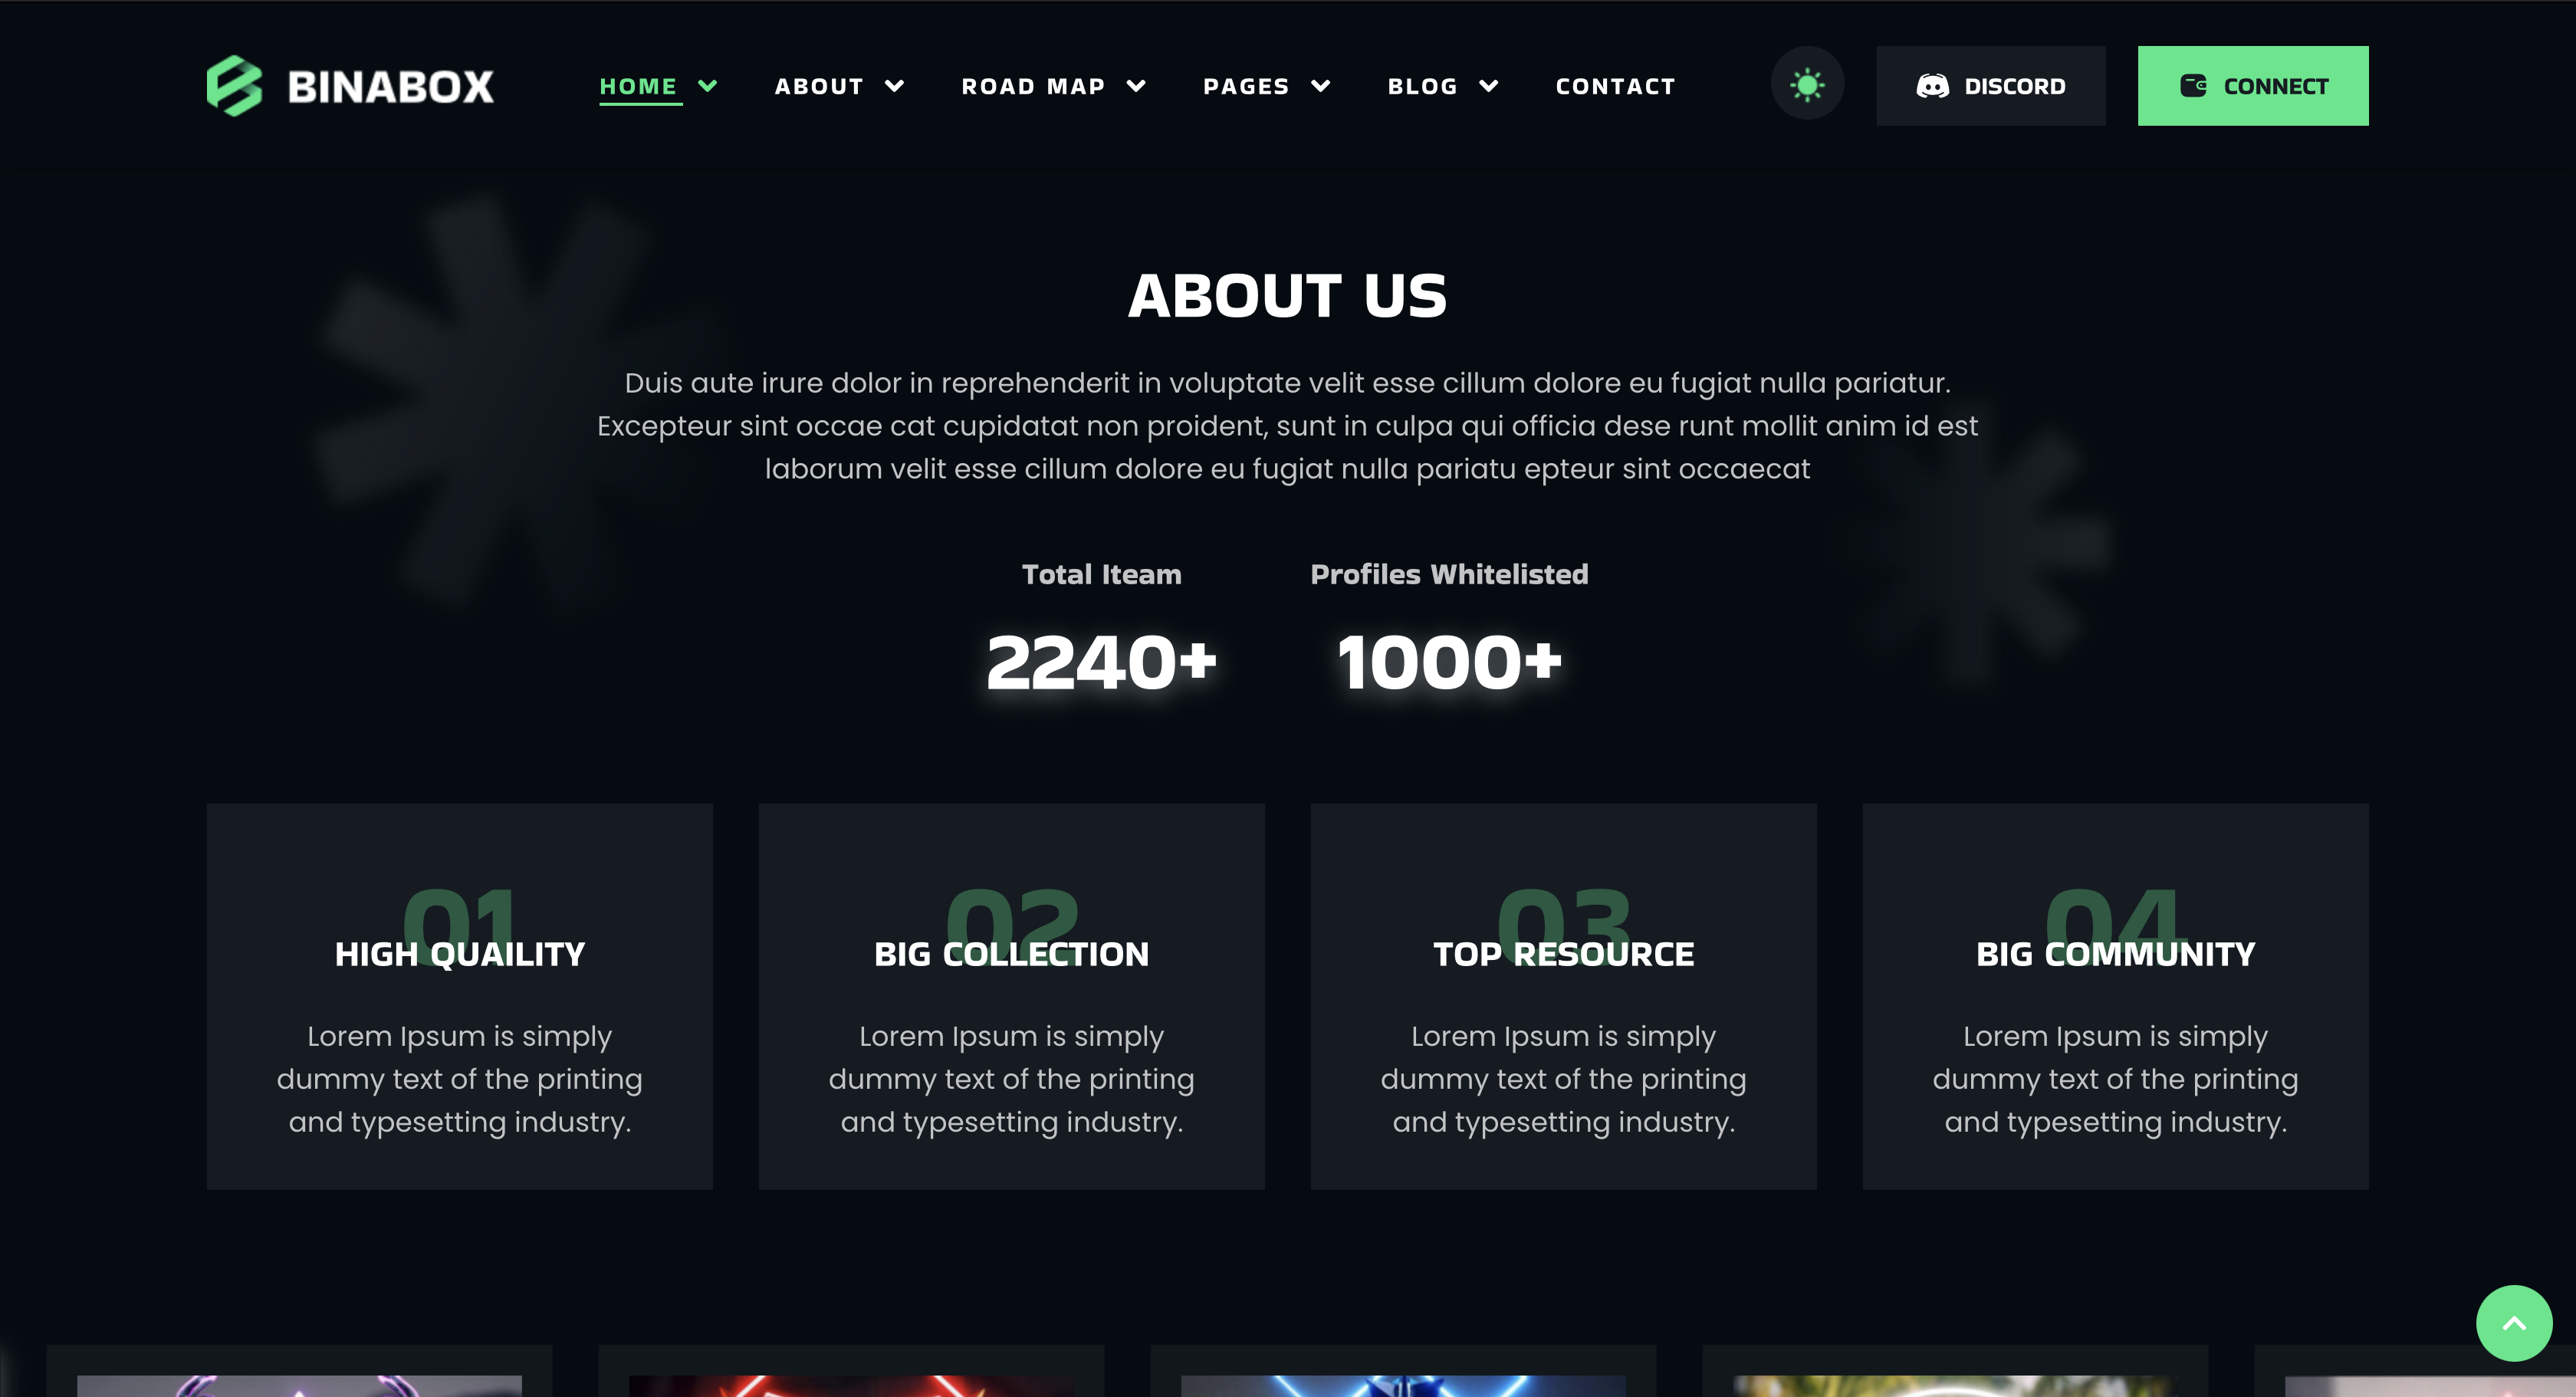 BINABOX
HOME
ABOUT
ROAD MAP
PAGES
BLOG
CONTACT
DISCORD
CONNECT
ABOUT US
Duis aute irure dolor in reprehenderit in voluptate velit esse cillum dolore eu fugiat nulla pariatur.
Excepteur sint occae cat cupidatat non proident, sunt in culpa qui officia dese runt mollit anim id est
laborum velit esse cillum dolore eu fugiat nulla pariatu epteur sint occaecat
Total Iteam
2240+
Profiles Whitelisted
1000+
01
HIGH QUAILITY
Lorem Ipsum is simply
dummy text of the printing
and typesetting industry.
02
BIG COLLECTION
Lorem Ipsum is simply
dummy text of the printing
and typesetting industry.
03
TOP RESOURCE
Lorem Ipsum is simply
dummy text of the printing
and typesetting industry.
04
BIG COMMUNITY
Lorem Ipsum is simply
dummy text of the printing
and typesetting industry.